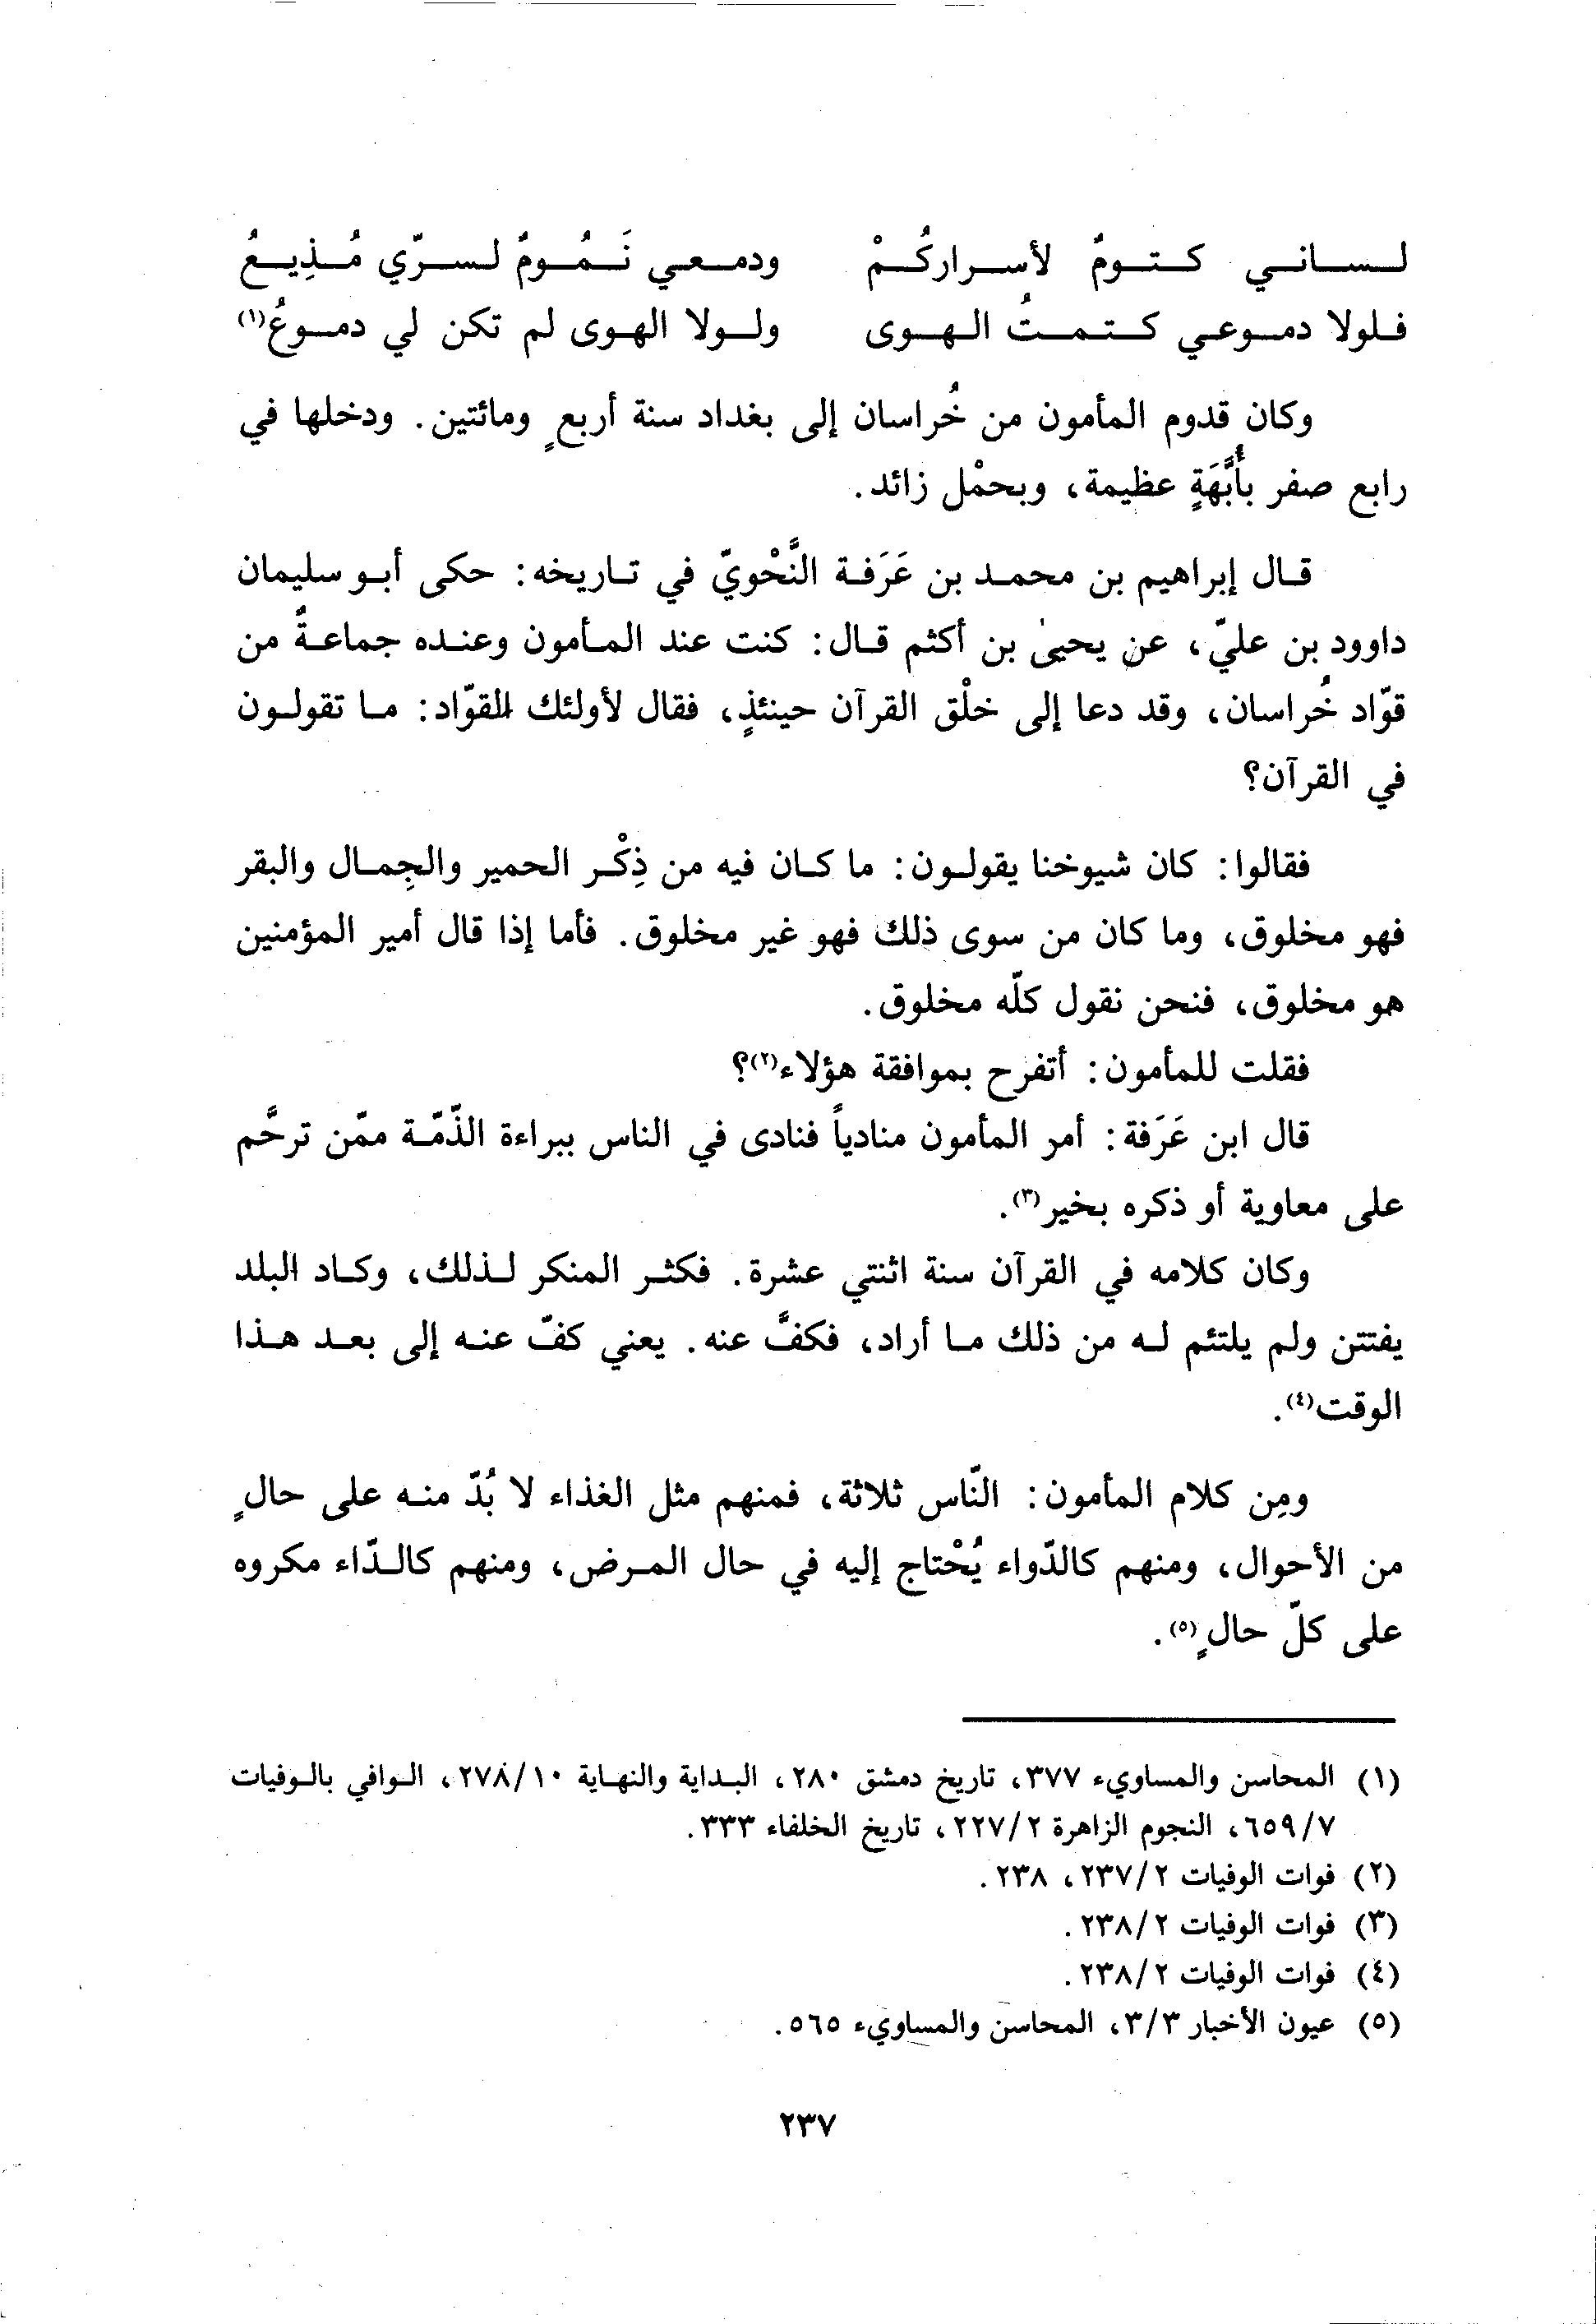 لساني كتومٌ لأسراركُمْ ودمعي نَمُومٌ لسرّي مُذِيعُ
فلولا دموعي كتمتُ الهوى ولولا الهوى لم تكن لي دموعُ(١)
وكان قدوم المأمون من خُراسان إلى بغداد سنة أربعٍ ومائتين. ودخلها في
رابع صفر بأُبَّهَةٍ عظيمة، وبحمْل زائد.
قال إبراهيم بن محمد بن عَرَفة النَّحْويّ في تاريخه: حكى أبو سليمان
داوود بن عليّ، عن يحيىٰ بن أكثم قال: كنت عند المأمون وعنده جماعةٌ من
قوّاد خُراسان، وقد دعا إلى خلْق القرآن حينئذٍ، فقال لأولئك القوّاد: ما تقولون
في القرآن؟
فقالوا: كان شيوخنا يقولون: ما كان فيه من ذِكْر الحمير والجِمال والبقر
فهو مخلوق، وما كان من سوى ذلك فهو غير مخلوق. فأما إذا قال أمير المؤمنين
هو مخلوق، فنحن نقول كلّه مخلوق.
فقلت للمأمون: أتفرح بموافقة هؤلاء(٢)؟
قال ابن عَرَفة: أمر المأمون منادياً فنادى في الناس ببراءة الذّمّة ممّن ترحَّم
على معاوية أو ذكره بخير(٣).
وكان كلامه في القرآن سنة اثنتي عشرة. فكثر المنكر لذلك، وكاد البلد
يفتتن ولم يلتئم له من ذلك ما أراد، فكفَّ عنه. يعني كفّ عنه إلى بعد هذا
الوقت(٤).
ومِن كلام المأمون: النّاس ثلاثة، فمنهم مثل الغذاء لا بُدّ منه على حالٍ
من الأحوال، ومنهم كالدّواء يُحْتاج إليه في حال المرض، ومنهم كالدّاء مكروه
على كلّ حالٍ(٥).
(١) المحاسن والمساويء ٣٧٧، تاريخ دمشق ٢٨٠، البداية والنهاية ٢٧٨/١٠، الوافي بالوفيات
٦٥٩/٧، النجوم الزاهرة ٢٢٧/٢، تاريخ الخلفاء ٣٣٣.
(٢) فوات الوفيات ٢٣٧/٢، ٢٣٨.
(٣) فوات الوفيات ٢٣٨/٢.
(٤) فوات الوفيات ٢٣٨/٢.
(٥) عيون الأخبار ٣/٣، المحاسن والمساويء ٥٦٥.
٢٣٧